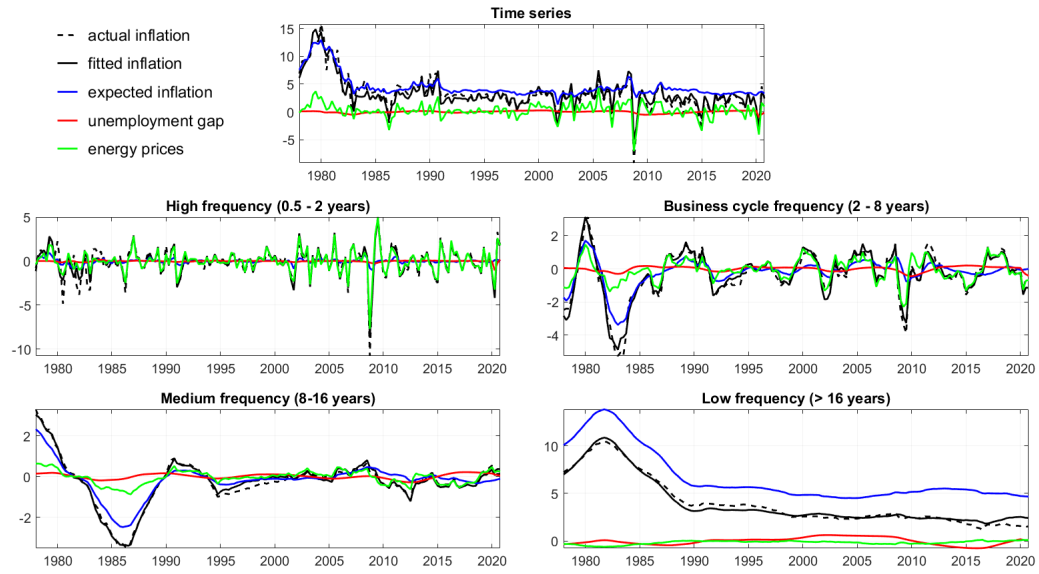 Time series
actual inflation
fitted inflation
expected inflation
unemployment gap
energy prices
15
10
5
0
-5
1980 1985 1990 1995 2000 2005 2010 2015 2020
High frequency (0.5 - 2 years)
5
0
-5
-10
1980 1985 1990 1995 2000 2005 2010 2015 2020
Business cycle frequency (2 - 8 years)
2
0
-2
-4
1980 1985 1990 1995 2000 2005 2010 2015 2020
Medium frequency (8-16 years)
2
0
-2
1980 1985 1990 1995 2000 2005 2010 2015 2020
Low frequency (> 16 years)
10
5
0
1980 1985 1990 1995 2000 2005 2010 2015 2020